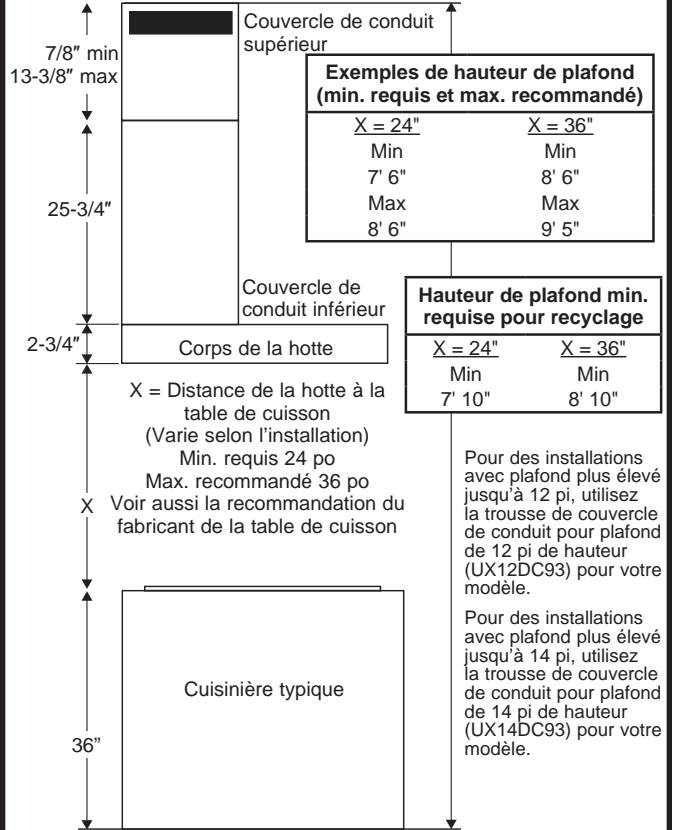 Couvercle de conduit
supérieur
7/8″ min
13-3/8″ max
Exemples de hauteur de plafond
(min. requis et max. recommandé)
X = 24" X = 36"
Min Min
7' 6" 8' 6"
Max Max
8' 6" 9' 5"
25-3/4″
Couvercle de
conduit inférieur
Hauteur de plafond min.
requise pour recyclage
X = 24" X = 36"
Min Min
7' 10" 8' 10"
2-3/4″
Corps de la hotte
X = Distance de la hotte à la
table de cuisson
(Varie selon l’installation)
Min. requis 24 po
Max. recommandé 36 po
Voir aussi la recommandation du
fabricant de la table de cuisson
X
Pour des installations
avec plafond plus élevé
jusqu’à 12 pi, utilisez
la trousse de couvercle
de conduit pour plafond
de 12 pi de hauteur
(UX12DC93) pour votre
modèle.
Pour des installations
avec plafond plus élevé
jusqu’à 14 pi, utilisez
la trousse de couvercle
de conduit pour plafond
de 14 pi de hauteur
(UX14DC93) pour votre
modèle.
Cuisinière typique
36”